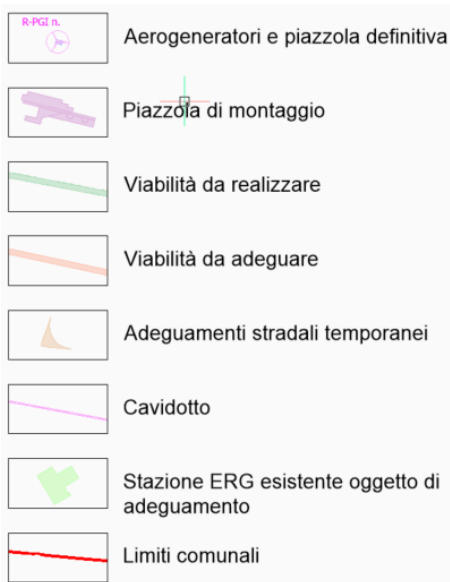 R-PGI n.
Aerogeneratori e piazzola definitiva
Piazzola di montaggio
Viabilità da realizzare
Viabilità da adeguare
Adeguamenti stradali temporanei
Cavidotto
Stazione ERG esistente oggetto di
adeguamento
Limiti comunali